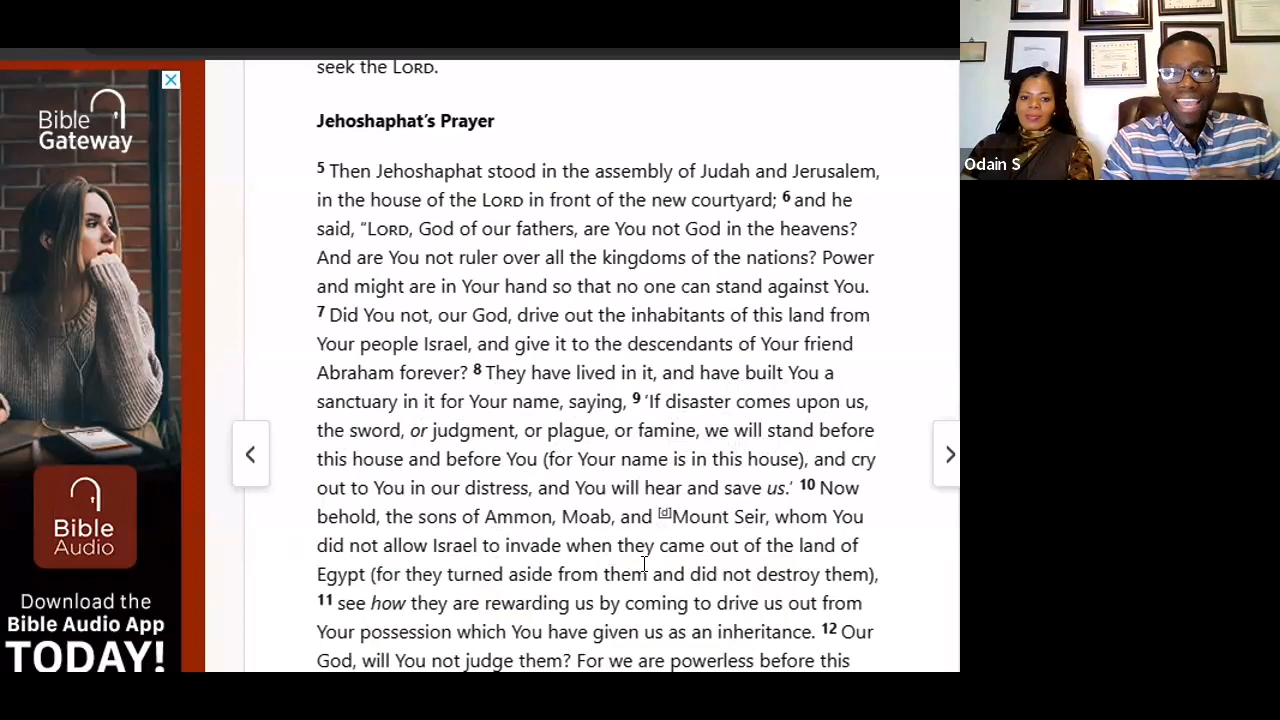 seek the LORD.
Jehoshaphat's Prayer
5 Then Jehoshaphat stood in the assembly of Judah and Jerusalem,
in the house of the LORD in front of the new courtyard; 6 and he
said, "LORD, God of our fathers, are You not God in the heavens?
And are You not ruler over all the kingdoms of the nations? Power
and might are in Your hand so that no one can stand against You.
7 Did You not, our God, drive out the inhabitants of this land from
Your people Israel, and give it to the descendants of Your friend
Abraham forever? 8 They have lived in it, and have built You a
sanctuary in it for Your name, saying, 9 'If disaster comes upon us,
the sword, or judgment, or plague, or famine, we will stand before
this house and before You (for Your name is in this house), and cry
out to You in our distress, and You will hear and save us.' 10 Now
behold, the sons of Ammon, Moab, and [d]Mount Seir, whom You
did not allow Israel to invade when they came out of the land of
Egypt (for they turned aside from them and did not destroy them),
11 see how they are rewarding us by coming to drive us out from
Your possession which You have given us as an inheritance. 12 Our
God, will You not judge them? For we are powerless before this
Bible
Gateway
Bible
Audio
Download the
Bible Audio App
TODAY!
Odain S